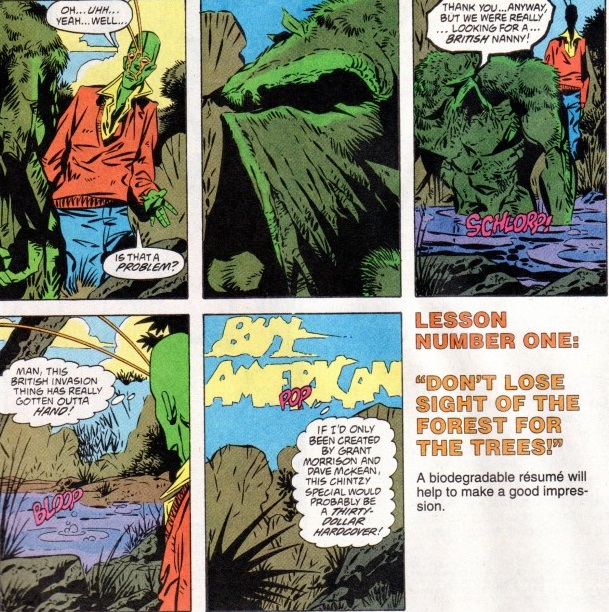 OH...UHH...
YEAH...WELL...
IS THAT A
PROBLEM?
THANK YOU...ANYWAY,
BUT WE WERE REALLY
...LOOKING FOR A...
BRITISH NANNY!
SCHLORP!
MAN, THIS
BRITISH INVASION
THING HAS REALLY
GOTTEN OUTTA
HAND!
BLOOP
BUY
AMERIKAN
POP
IF I'D ONLY
BEEN CREATED
BY GRANT
MORRISON AND
DAVE McKEAN,
THIS CHINTZY
SPECIAL WOULD
PROBABLY BE
A THIRTY-
DOLLAR
HARDCOVER!
LESSON
NUMBER ONE:
"DON'T LOSE
SIGHT OF THE
FOREST FOR
THE TREES!"
A biodegradable résumé will
help to make a good impres-
sion.